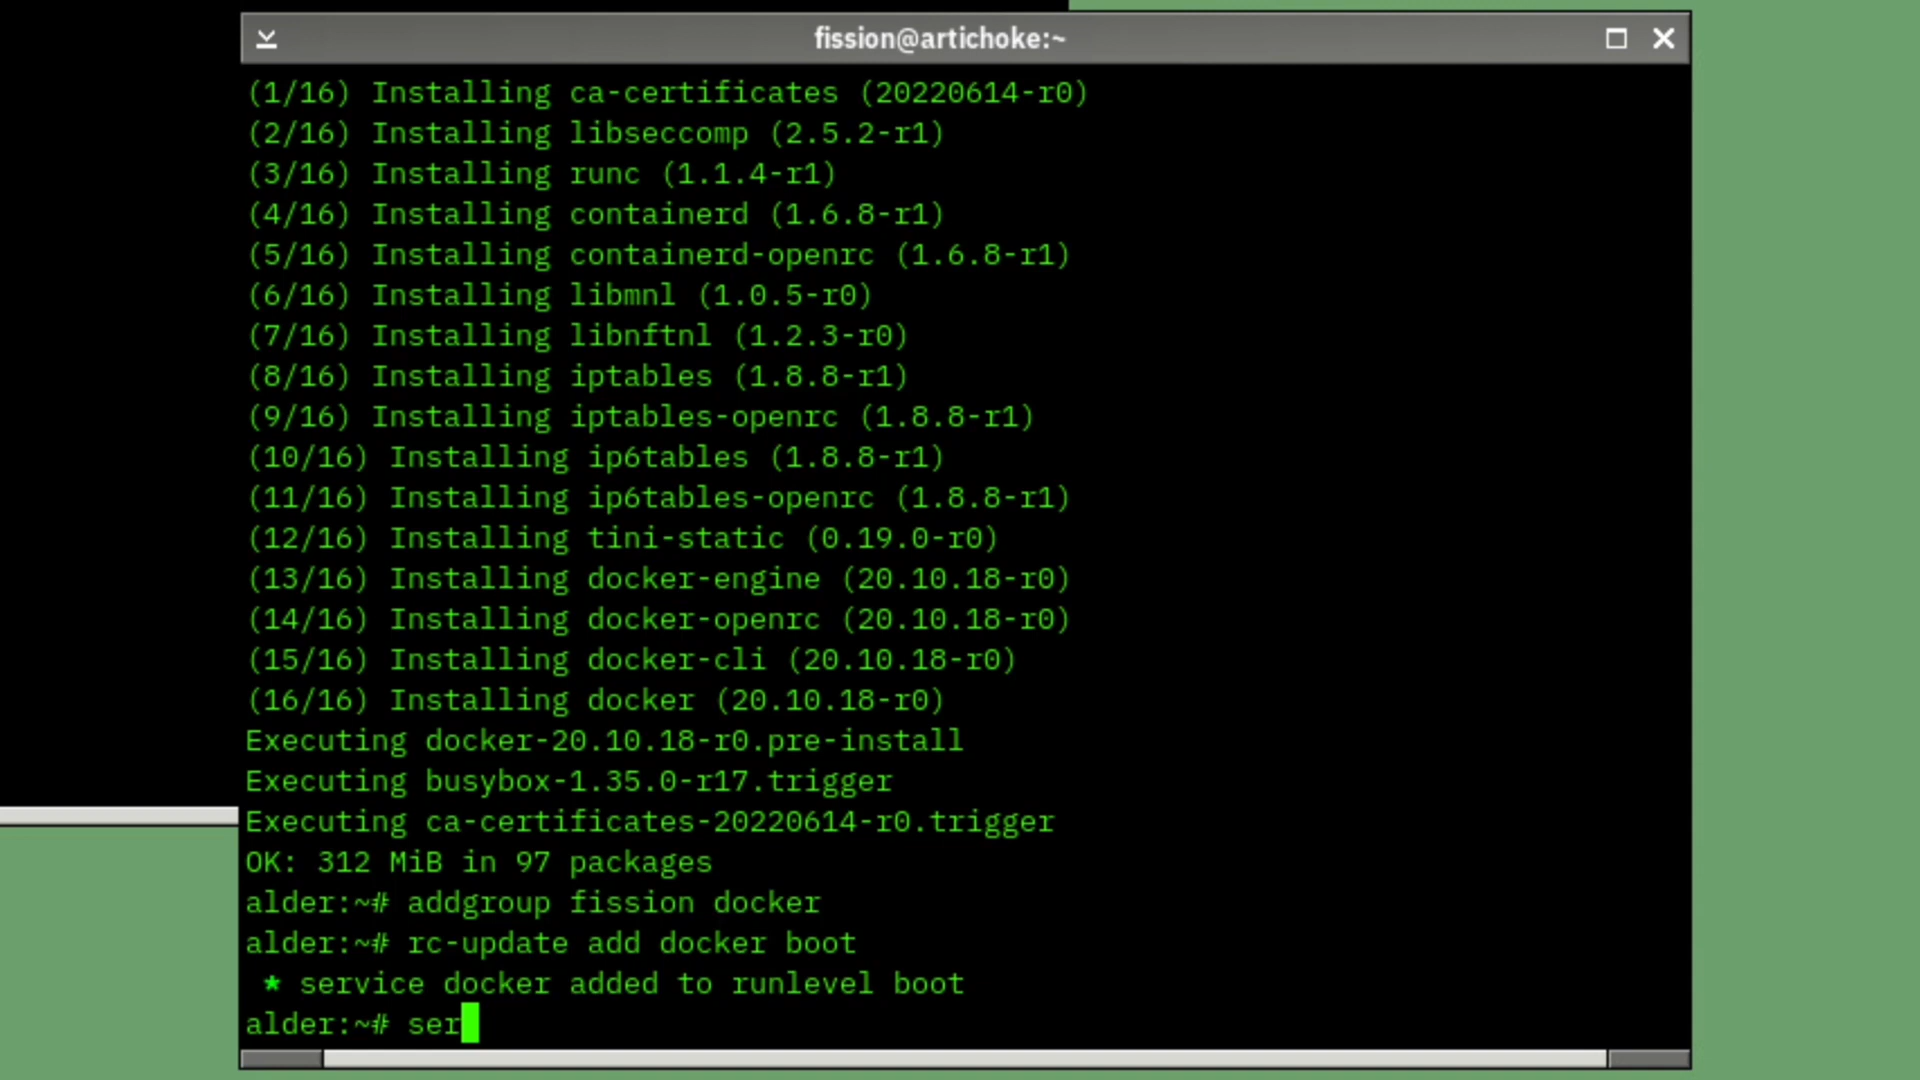 fission@artichoke:~
(1/16) Installing ca-certificates (20220614-r0)
(2/16) Installing libseccomp (2.5.2-r1)
(3/16) Installing runc (1.1.4-r1)
(4/16) Installing containerd (1.6.8-r1)
(5/16) Installing containerd-openrc (1.6.8-r1)
(6/16) Installing libmnl (1.0.5-r0)
(7/16) Installing libnftnl (1.2.3-r0)
(8/16) Installing iptables (1.8.8-r1)
(9/16) Installing iptables-openrc (1.8.8-r1)
(10/16) Installing ip6tables (1.8.8-r1)
(11/16) Installing ip6tables-openrc (1.8.8-r1)
(12/16) Installing tini-static (0.19.0-r0)
(13/16) Installing docker-engine (20.10.18-r0)
(14/16) Installing docker-openrc (20.10.18-r0)
(15/16) Installing docker-cli (20.10.18-r0)
(16/16) Installing docker (20.10.18-r0)
Executing docker-20.10.18-r0.pre-install
Executing busybox-1.35.0-r17.trigger
Executing ca-certificates-20220614-r0.trigger
OK: 312 MiB in 97 packages
alder:~# addgroup fission docker
alder:~# rc-update add docker boot
 * service docker added to runlevel boot
alder:~# ser